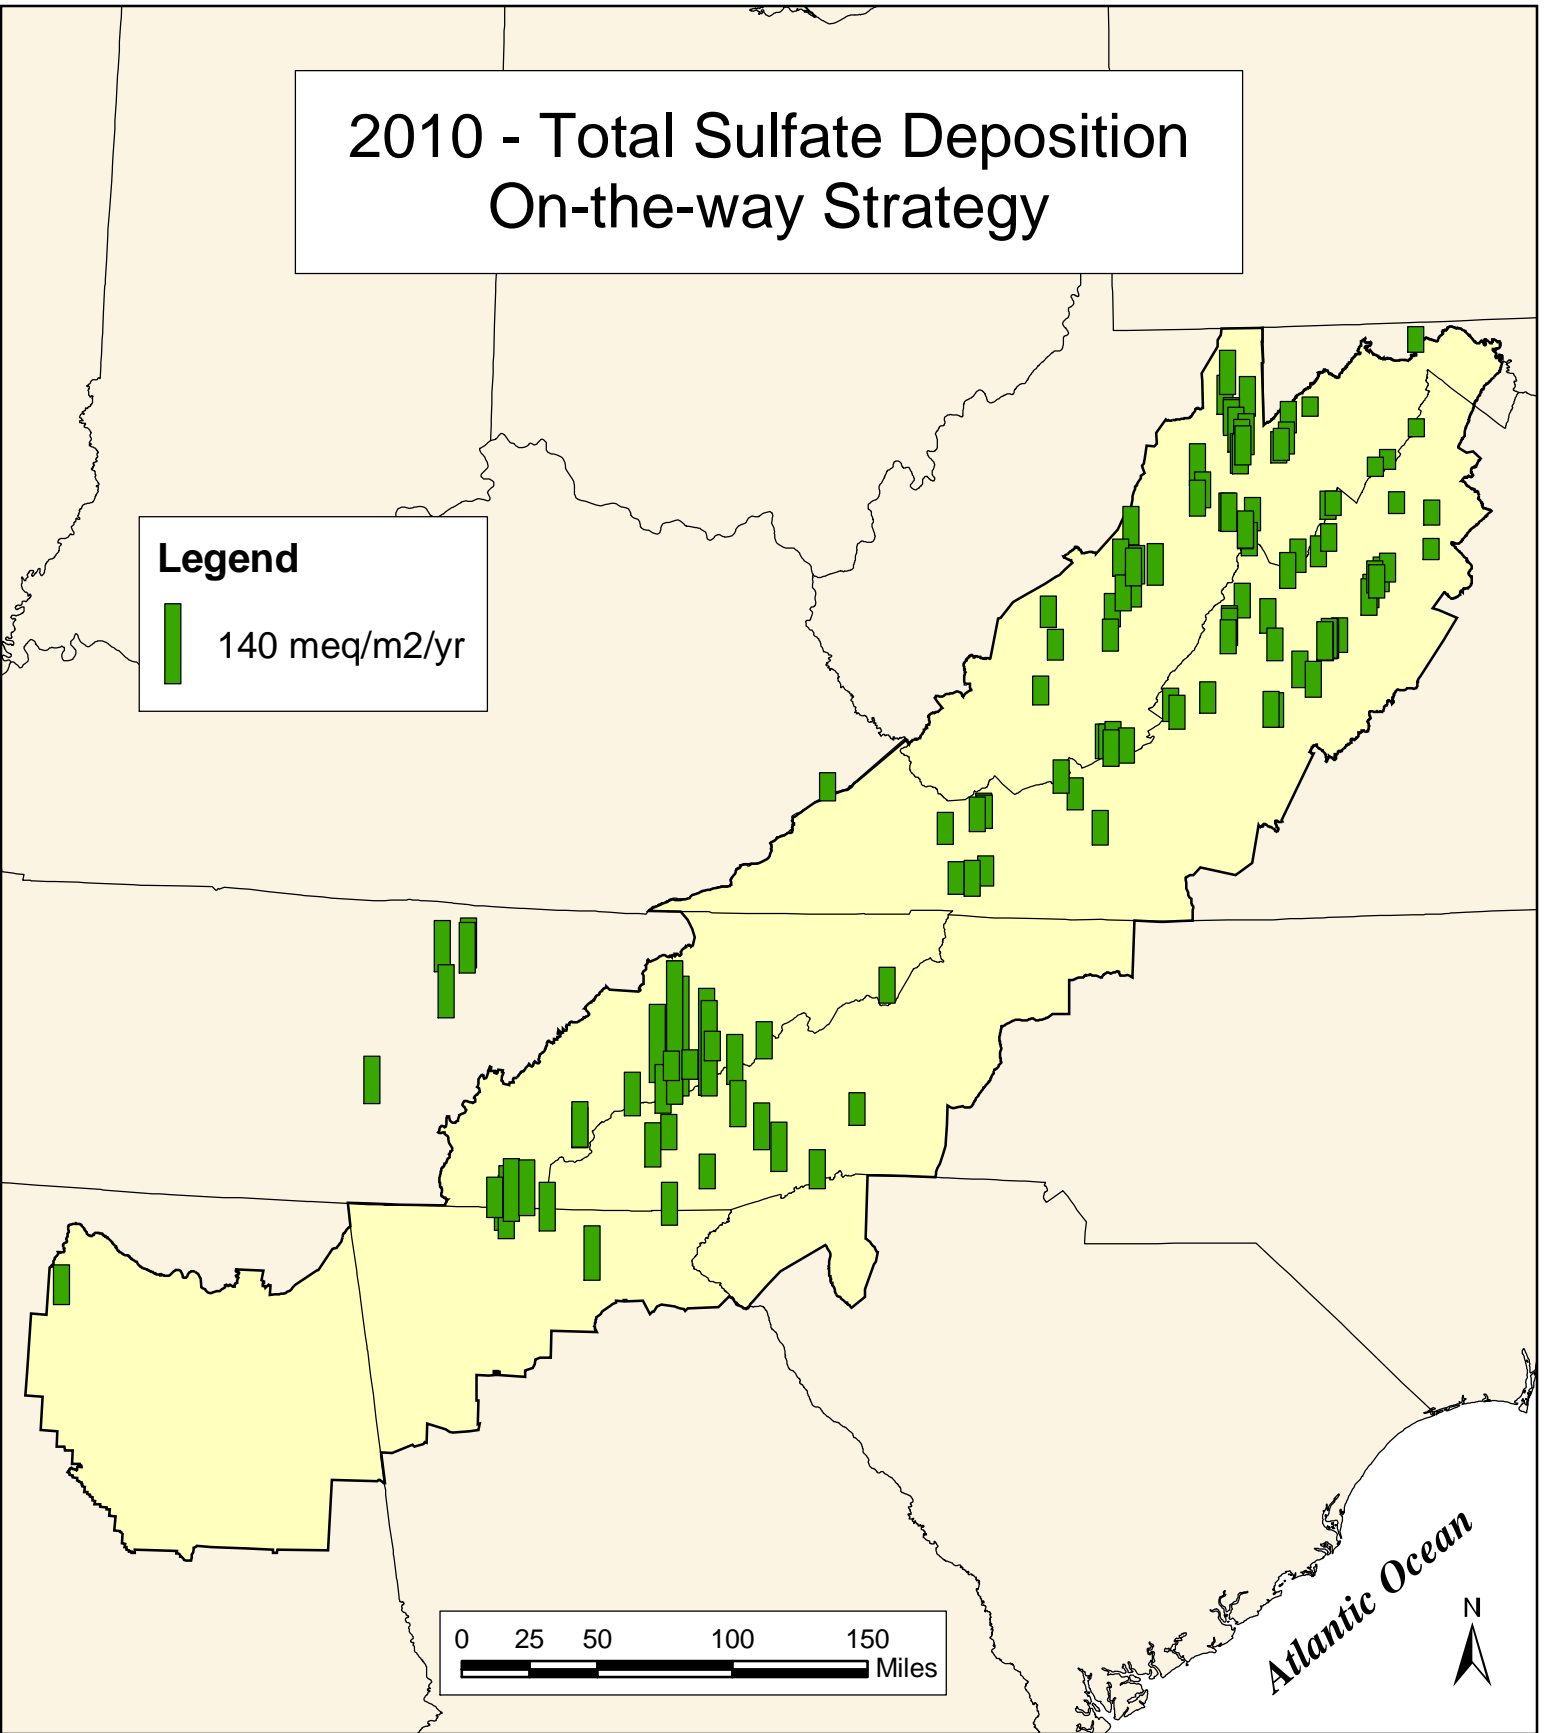 2010 - Total Sulfate Deposition
On-the-way Strategy
Legend
140 meq/m2/yr
0 25 50 100 150
Miles
Atlantic Ocean
N